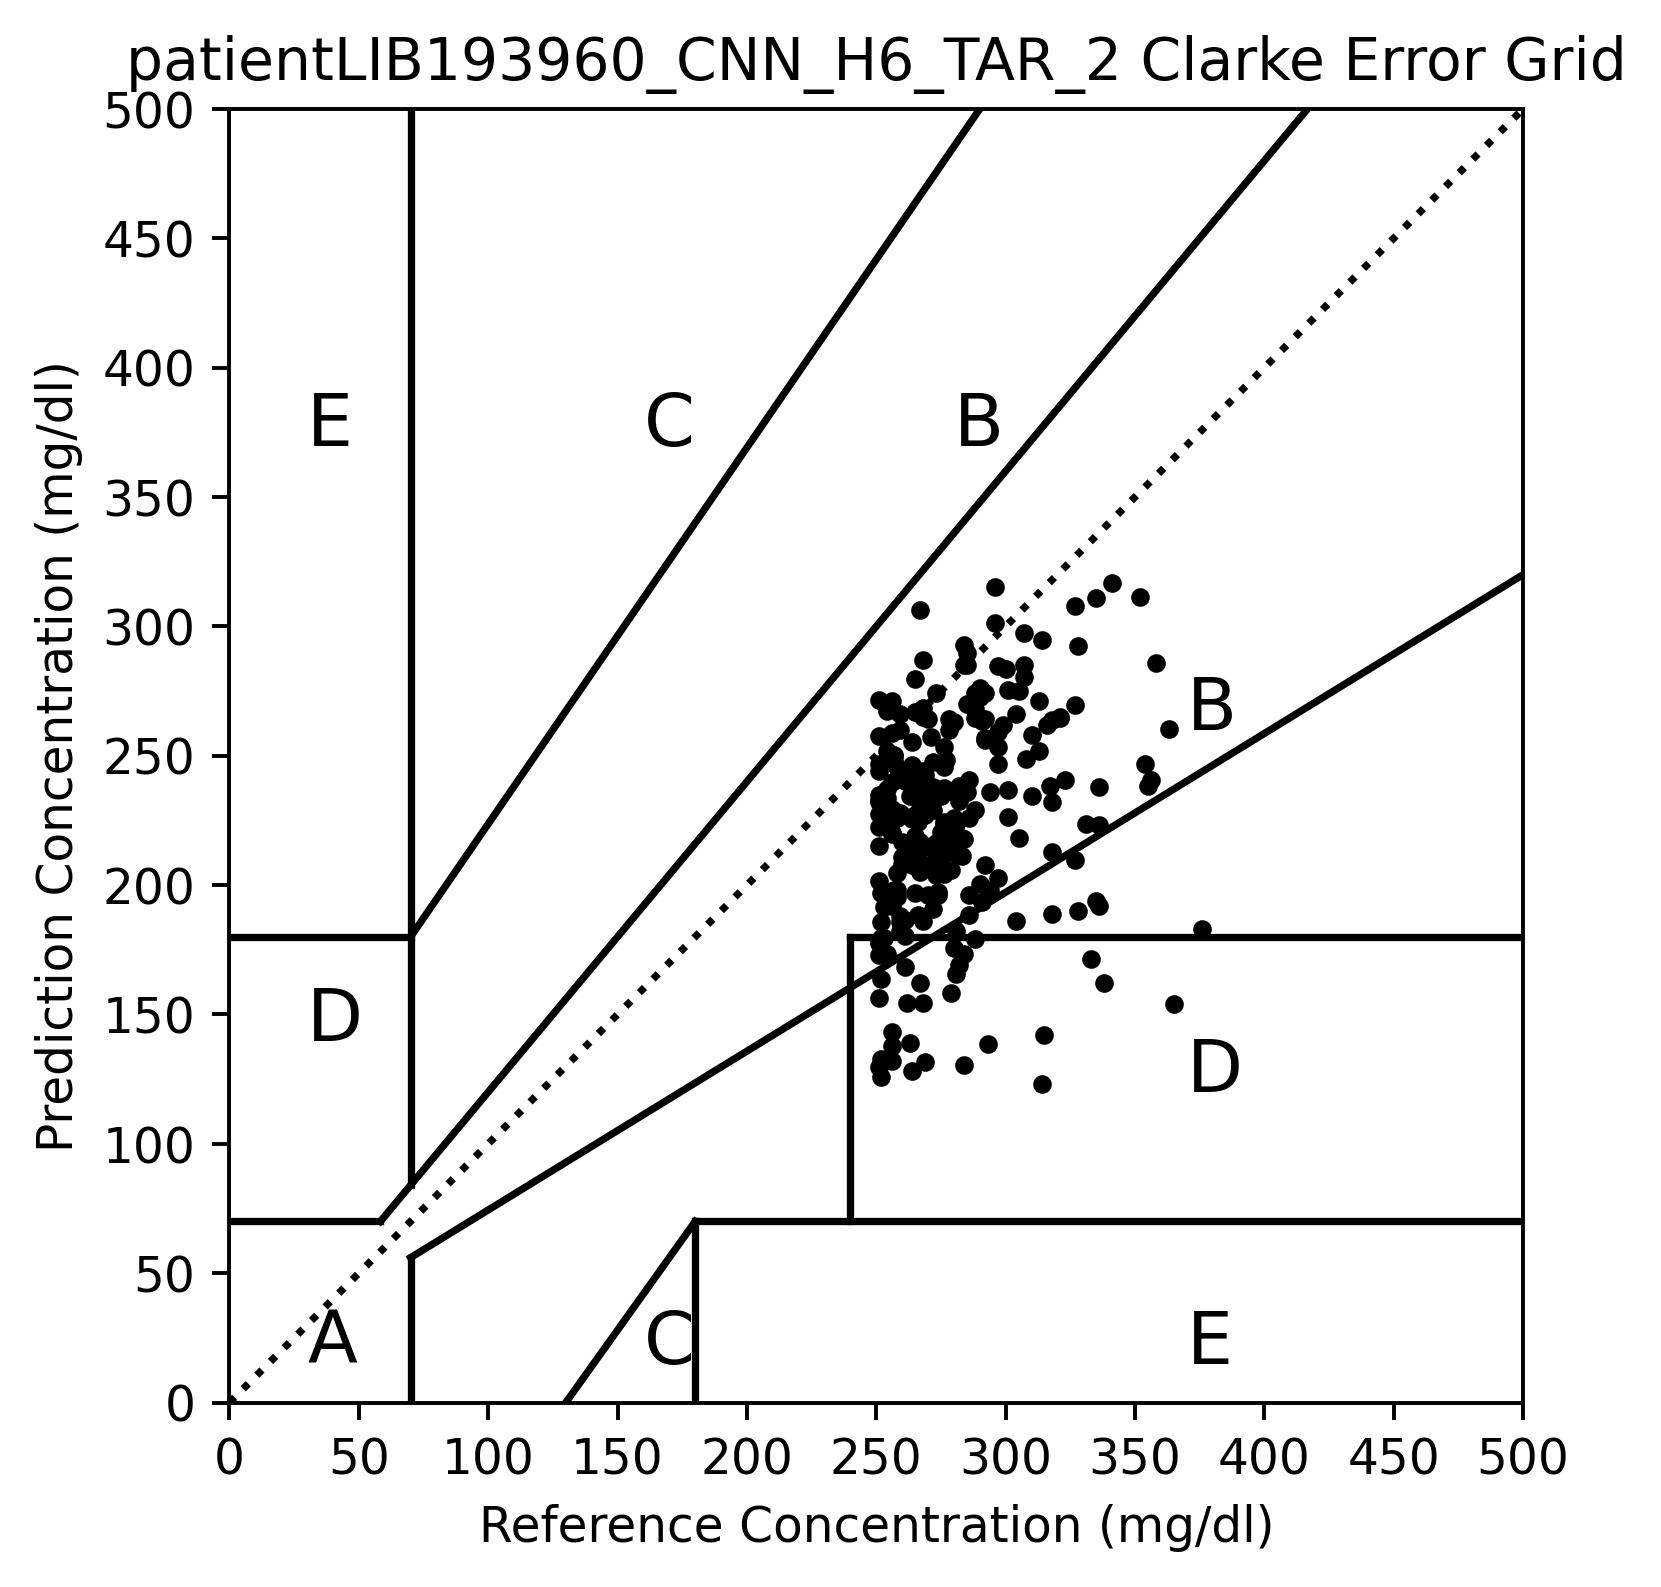 patientLIB193960_CNN_H6_TAR_2 Clarke Error Grid
500
450
400
350
300
250
200
150
100
50
0
Prediction Concentration (mg/dl)
E
C
B
B
D
D
A
C
E
0 50 100 150 200 250 300 350 400 450 500
Reference Concentration (mg/dl)